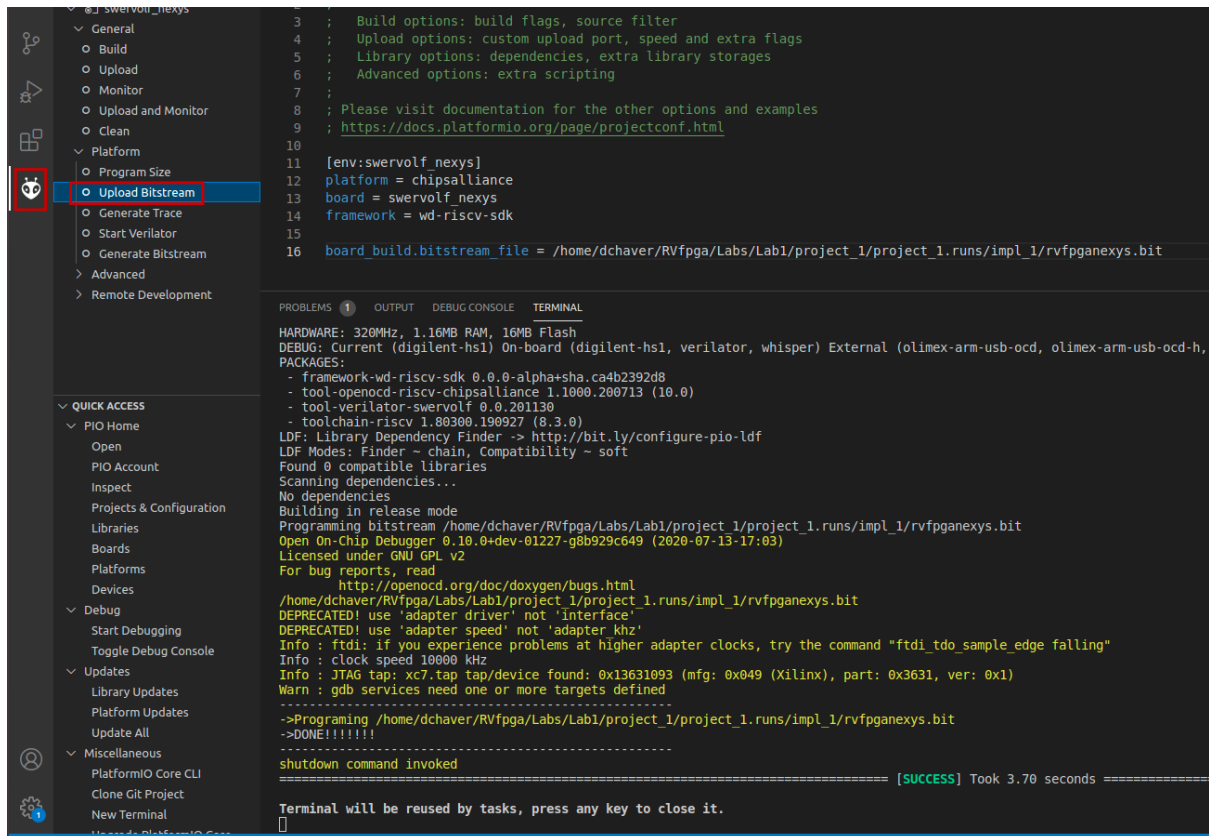 swervolf_nexys
General
Build
Upload
Monitor
Upload and Monitor
Clean
Platform
Program Size
Upload Bitstream
Generate Trace
Start Verilator
Generate Bitstream
Advanced
Remote Development
QUICK ACCESS
PIO Home
Open
PIO Account
Inspect
Projects & Configuration
Libraries
Boards
Platforms
Devices
Debug
Start Debugging
Toggle Debug Console
Updates
Library Updates
Platform Updates
Update All
Miscellaneous
PlatformIO Core CLI
Clone Git Project
New Terminal
Upgrade PlatformIO Core
1
2 ;
3 ;   Build options: build flags, source filter
4 ;   Upload options: custom upload port, speed and extra flags
5 ;   Library options: dependencies, extra library storages
6 ;   Advanced options: extra scripting
7 ;
8 ; Please visit documentation for the other options and examples
9 ; https://docs.platformio.org/page/projectconf.html
10
11 [env:swervolf_nexys]
12 platform = chipsalliance
13 board = swervolf_nexys
14 framework = wd-riscv-sdk
15
16 board_build.bitstream_file = /home/dchaver/RVfpga/Labs/Lab1/project_1/project_1.runs/impl_1/rvfpganexys.bit
PROBLEMS 1 OUTPUT DEBUG CONSOLE TERMINAL
HARDWARE: 320MHz, 1.16MB RAM, 16MB Flash
DEBUG: Current (digilent-hs1) On-board (digilent-hs1, verilator, whisper) External (olimex-arm-usb-ocd, olimex-arm-usb-ocd-h,
PACKAGES:
 - framework-wd-riscv-sdk 0.0.0-alpha+sha.ca4b2392d8
 - tool-openocd-riscv-chipsalliance 1.1000.200713 (10.0)
 - tool-verilator-swervolf 0.0.201130
 - toolchain-riscv 1.80300.190927 (8.3.0)
LDF: Library Dependency Finder -> http://bit.ly/configure-pio-ldf
LDF Modes: Finder ~ chain, Compatibility ~ soft
Found 0 compatible libraries
Scanning dependencies...
No dependencies
Building in release mode
Programming bitstream /home/dchaver/RVfpga/Labs/Lab1/project_1/project_1.runs/impl_1/rvfpganexys.bit
Open On-Chip Debugger 0.10.0+dev-01227-g8b929c649 (2020-07-13-17:03)
Licensed under GNU GPL v2
For bug reports, read
        http://openocd.org/doc/doxygen/bugs.html
/home/dchaver/RVfpga/Labs/Lab1/project_1/project_1.runs/impl_1/rvfpganexys.bit
DEPRECATED! use 'adapter driver' not 'interface'
DEPRECATED! use 'adapter speed' not 'adapter_khz'
Info : ftdi: if you experience problems at higher adapter clocks, try the command "ftdi_tdo_sample_edge falling"
Info : clock speed 10000 kHz
Info : JTAG tap: xc7.tap tap/device found: 0x13631093 (mfg: 0x049 (Xilinx), part: 0x3631, ver: 0x1)
Warn : gdb services need one or more targets defined
-----------------------------------------------------
->Programing /home/dchaver/RVfpga/Labs/Lab1/project_1/project_1.runs/impl_1/rvfpganexys.bit
->DONE!!!!!!!
-----------------------------------------------------
shutdown command invoked
================ [SUCCESS] Took 3.70 seconds ================
Terminal will be reused by tasks, press any key to close it.